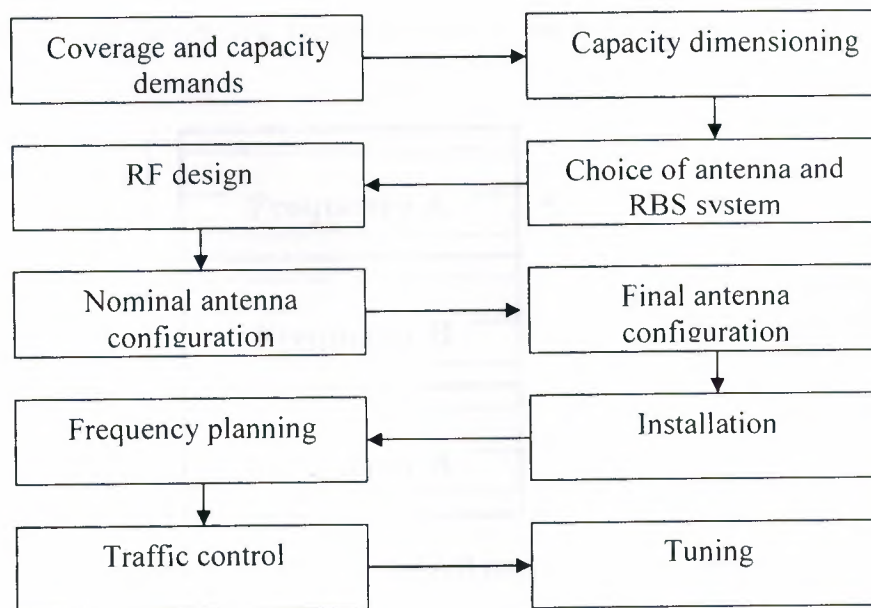 Coverage and capacity
demands
Capacity dimensioning
Choice of antenna and
RBS system
RF design
Nominal antenna
configuration
Final antenna
configuration
Installation
Frequency planning
Traffic control
Tuning